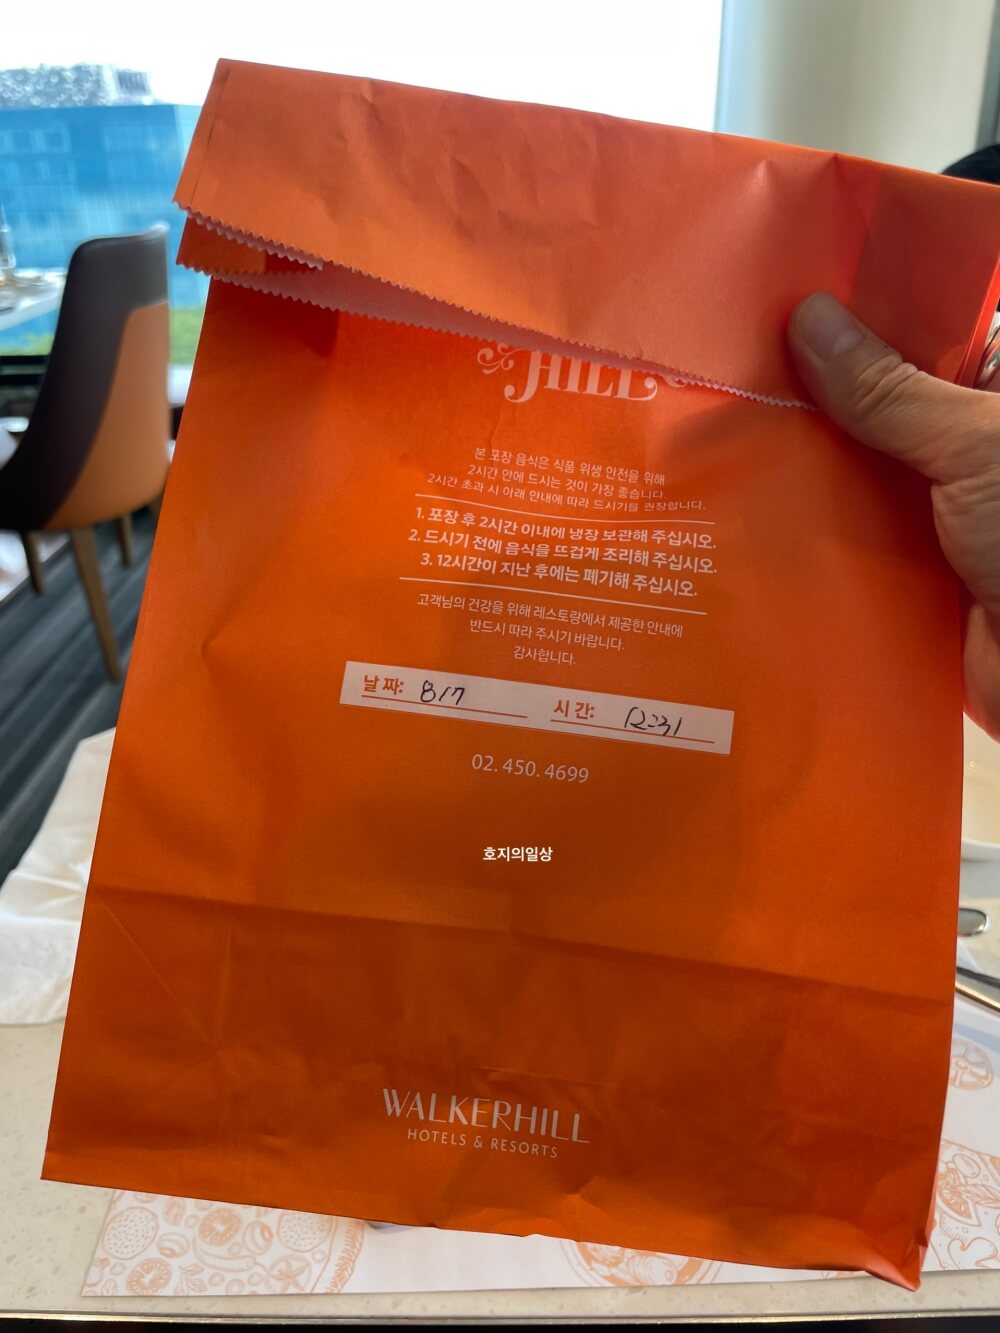 HILL
본 포장 음식은 식품 위생 안전을 위해
2시간 안에 드시는 것이 가장 좋습니다.
2시간 초과 시 아래 안내에 따라 드시기를 권장합니다.
1. 포장 후 2시간 이내에 냉장 보관해 주십시오.
2. 드시기 전에 음식을 뜨겁게 조리해 주십시오.
3. 12시간이 지난 후에는 폐기해 주십시오.
고객님의 건강을 위해 레스토랑에서 제공한 안내에
반드시 따라 주시기 바랍니다.
감사합니다.
날짜: 8/7 시간: 12:31
02. 450. 4699
호지의일상
WALKERHILL
HOTELS & RESORTS